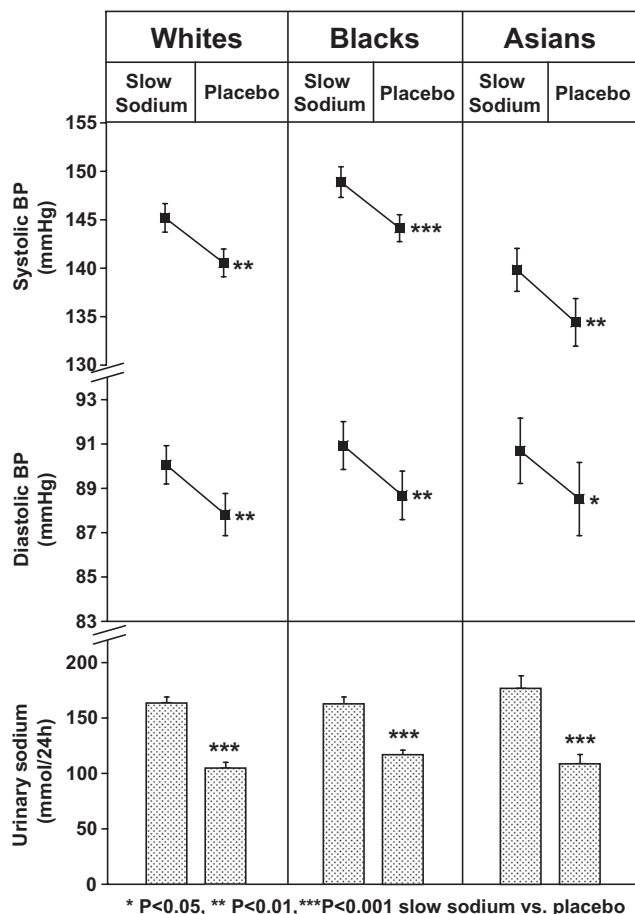 Whites Blacks Asians
Slow Sodium Placebo Slow Sodium Placebo Slow Sodium Placebo
Systolic BP
(mmHg)
155
150
145
140
135
130
**
***
**
Diastolic BP
(mmHg)
93
91
89
87
85
83
**
**
*
Urinary sodium
(mmol/24h)
200
150
100
50
0
***
***
***
* P<0.05, ** P<0.01,***P<0.001 slow sodium vs. placebo